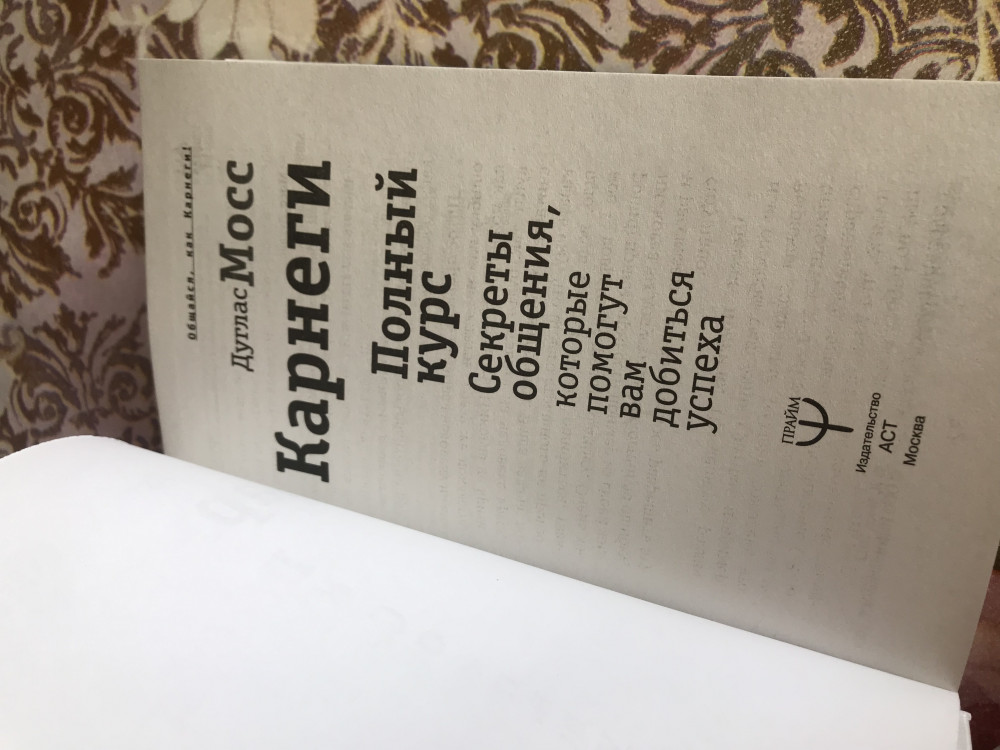 Общайся, как Карнеги!
Дуглас Мосс
Карнеги
Полный
курс
Секреты
общения,
которые
помогут
вам
добиться
успеха
ПРАЙМ
Издательство
АСТ
Москва